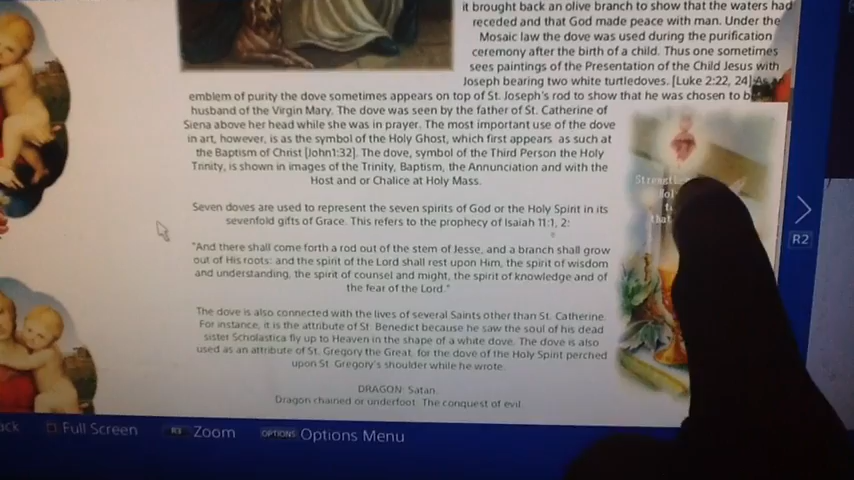 it brought back an olive branch to show that the waters had
receded and that God made peace with man. Under the
Mosaic law the dove was used during the purification
ceremony after the birth of a child. Thus one sometimes
sees paintings of the Presentation of the Child Jesus with
Joseph bearing two white turtledoves. [Luke 2:22, 24] As an
emblem of purity the dove sometimes appears on top of St. Joseph's rod to show that he was chosen to b
husband of the Virgin Mary. The dove was seen by the father of St. Catherine of
Siena above her head while she was in prayer. The most important use of the dove
in art, however, is as the symbol of the Holy Ghost, which first appears as such at
the Baptism of Christ [John1:32]. The dove, symbol of the Third Person the Holy
Trinity, is shown in images of the Trinity, Baptism, the Annunciation and with the
Host and or Chalice at Holy Mass.
Seven doves are used to represent the seven spirits of God or the Holy Spirit in its
sevenfold gifts of Grace. This refers to the prophecy of Isaiah 11:1, 2:
"And there shall come forth a rod out of the stem of Jesse, and a branch shall grow
out of His roots: and the spirit of the Lord shall rest upon Him, the spirit of wisdom
and understanding, the spirit of counsel and might, the spirit of knowledge and of
the fear of the Lord."
The dove is also connected with the lives of several Saints other than St. Catherine.
For instance, it is the attribute of St. Benedict because he saw the soul of his dead
sister Scholastica fly up to Heaven in the shape of a white dove. The dove is also
used as an attribute of St. Gregory the Great, for the dove of the Holy Spirit perched
upon St. Gregory's shoulder while he wrote.
DRAGON: Satan.
Dragon chained or underfoot: The conquest of evil.
that
R2
ack Full Screen R3 Zoom OPTIONS Options Menu